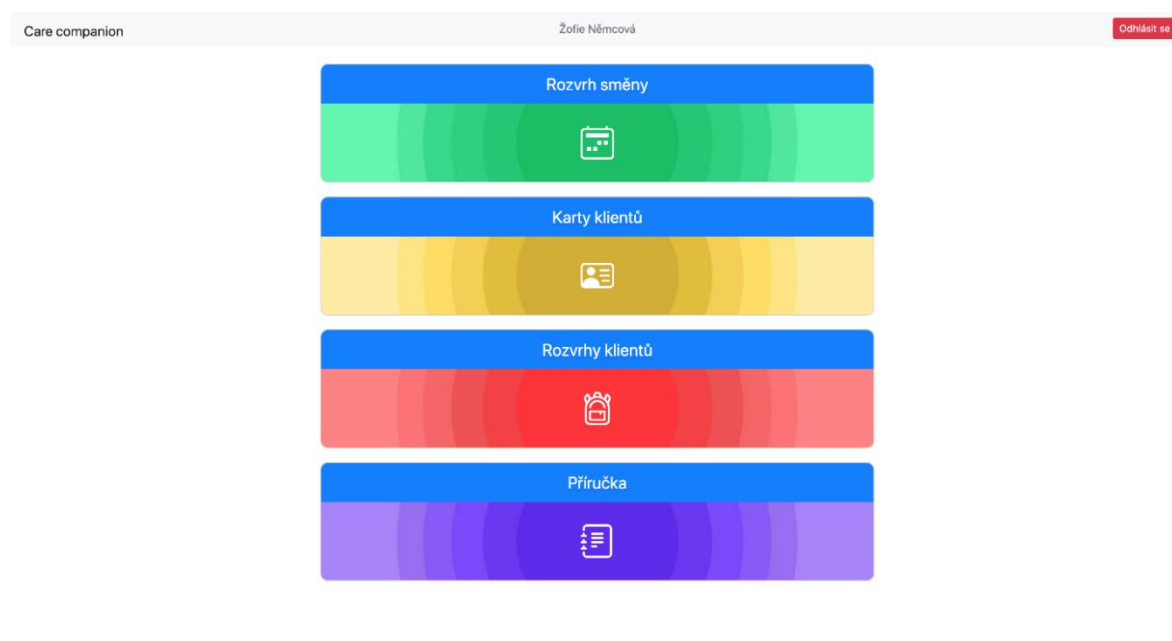 Care companion
Žofie Němcová
Odhlásit se
Rozvrh směny
Karty klientů
Rozvrhy klientů
Příručka